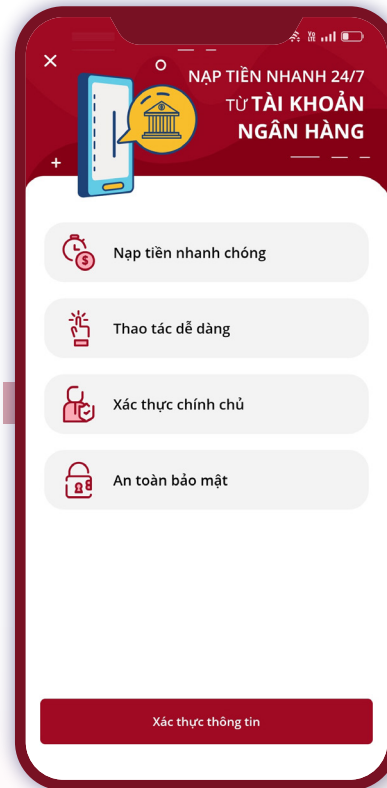 NẠP TIỀN NHANH 24/7
TỪ TÀI KHOẢN
NGÂN HÀNG
Nạp tiền nhanh chóng
Thao tác dễ dàng
Xác thực chính chủ
An toàn bảo mật
Xác thực thông tin